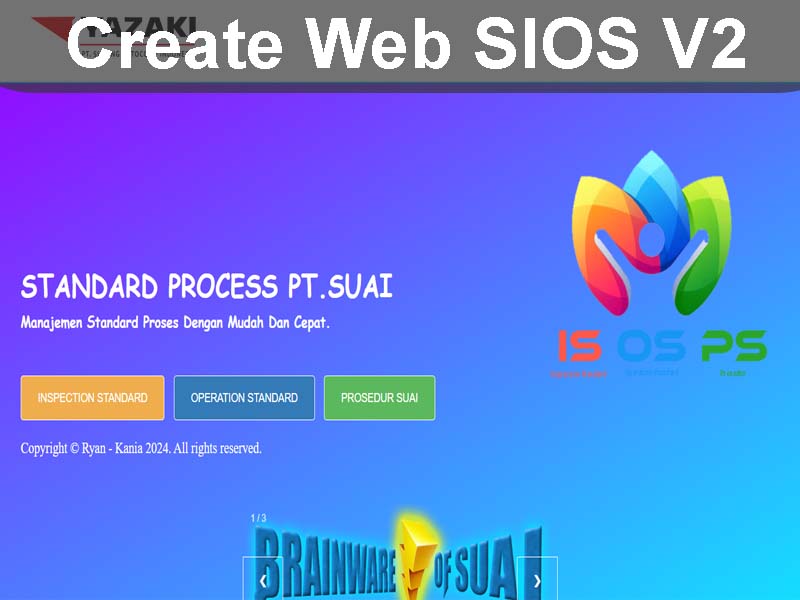 YAZAKI
Create Web SIOS V2
STANDARD PROCESS PT.SUAI
Manajemen Standard Proses Dengan Mudah Dan Cepat.
IS OS PS
INSPECTION STANDARD
OPERATION STANDARD
PROSEDUR SUAI
Copyright © Ryan - Kania 2024. All rights reserved.
1 / 3
BRAINWARE OF SUAI
❮ ❯